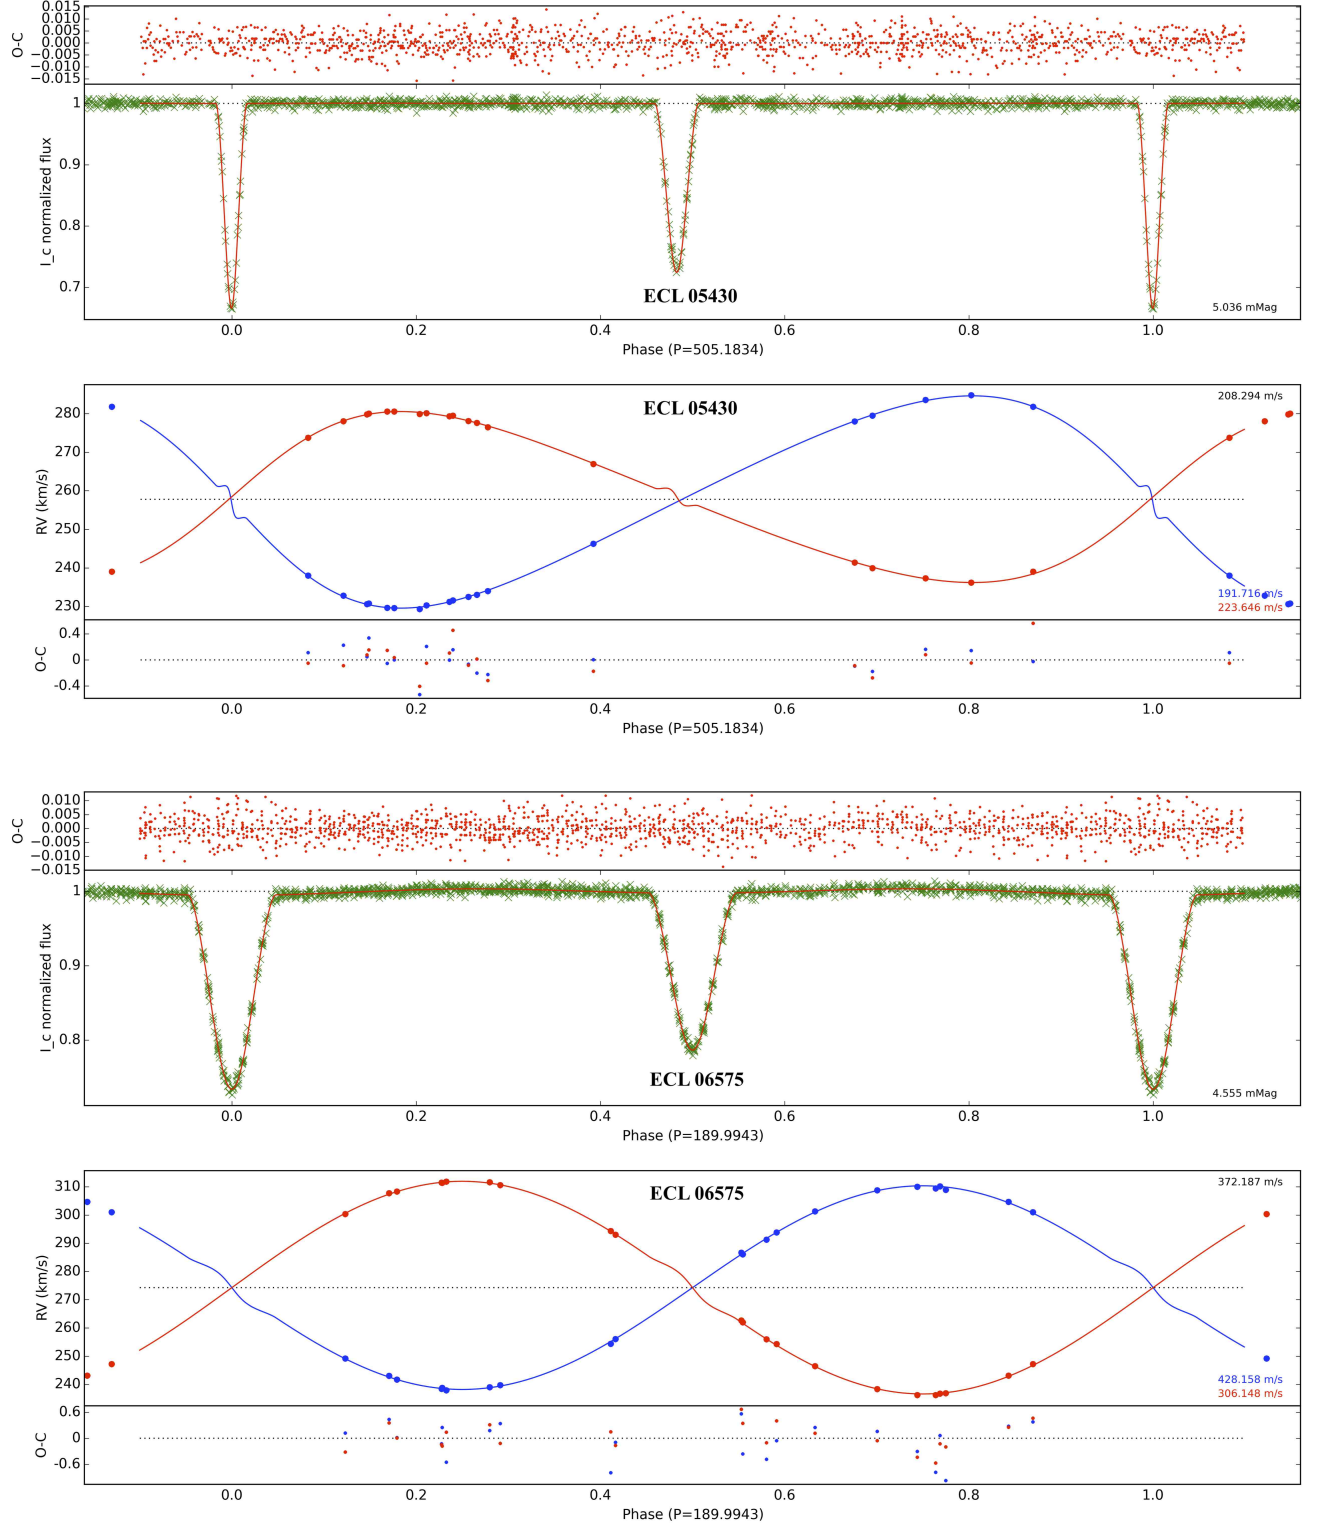 0.015
0.010
0.005
0.000
−0.005
−0.010
−0.015
O-C
1
0.9
0.8
0.7
I_c normalized flux
ECL 05430
5.036 mMag
0.0 0.2 0.4 0.6 0.8 1.0
Phase (P=505.1834)
280
270
260
250
240
230
RV (km/s)
ECL 05430
208.294 m/s
191.716 m/s
223.646 m/s
0.4
0
-0.4
O-C
0.0 0.2 0.4 0.6 0.8 1.0
Phase (P=505.1834)
0.010
0.005
0.000
−0.005
−0.010
−0.015
O-C
1
0.9
0.8
I_c normalized flux
ECL 06575
4.555 mMag
0.0 0.2 0.4 0.6 0.8 1.0
Phase (P=189.9943)
310
300
290
280
270
260
250
240
RV (km/s)
ECL 06575
372.187 m/s
428.158 m/s
306.148 m/s
0.6
0
-0.6
O-C
0.0 0.2 0.4 0.6 0.8 1.0
Phase (P=189.9943)